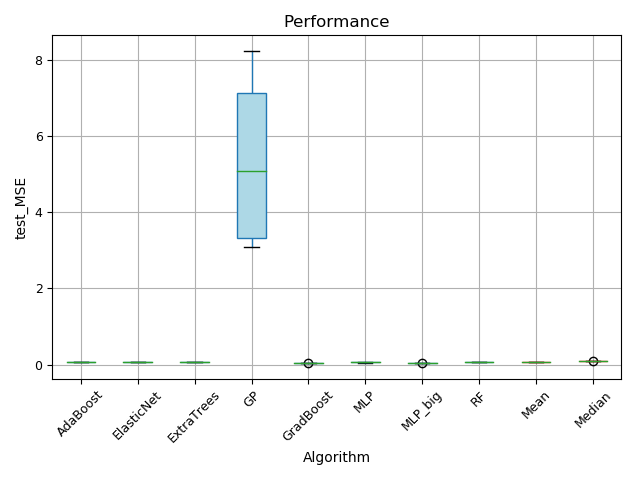 Performance
test_MSE
8
6
4
2
0
AdaBoost
ElasticNet
ExtraTrees
GP
GradBoost
MLP
MLP_big
RF
Mean
Median
Algorithm